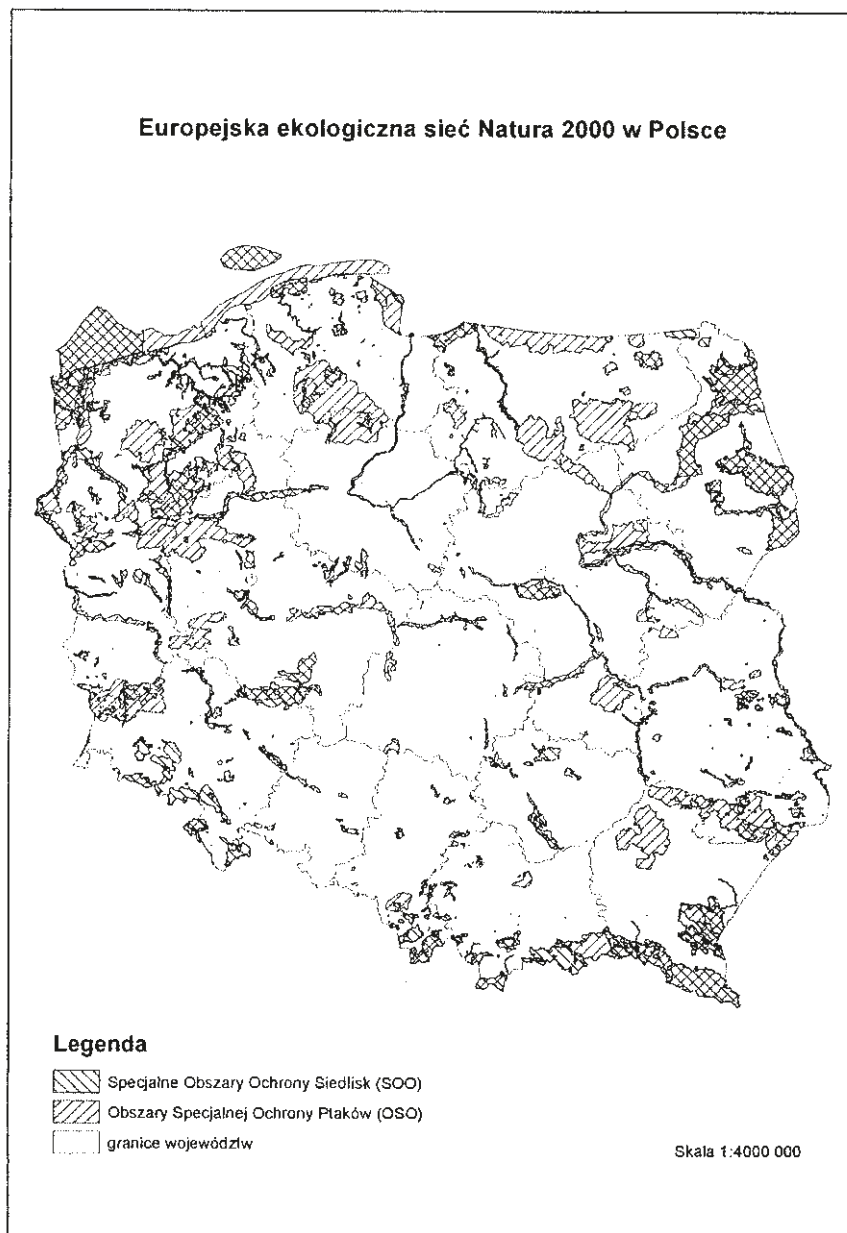 Europejska ekologiczna sieć Natura 2000 w Polsce
Legenda
Specjalne Obszary Ochrony Siedlisk (SOO)
Obszary Specjalnej Ochrony Ptaków (OSO)
granice województw
Skala 1:4000 000